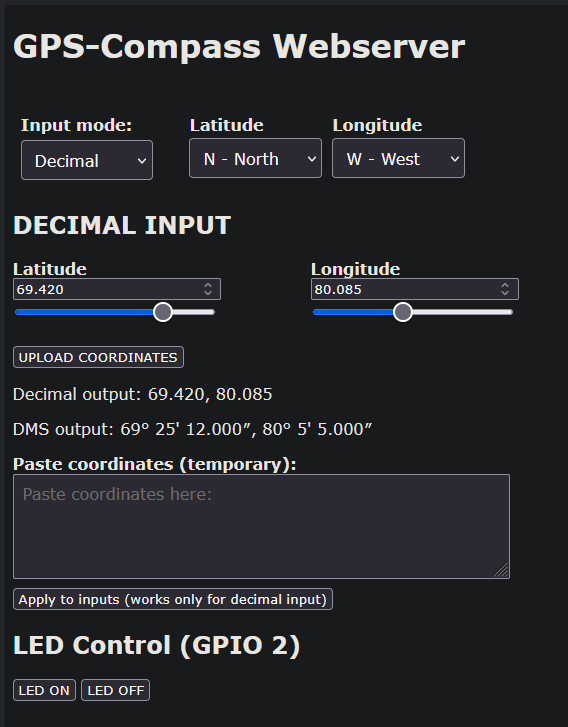 GPS-Compass Webserver
Input mode: Latitude Longitude
Decimal N - North W - West
DECIMAL INPUT
Latitude Longitude
69.420 80.085
UPLOAD COORDINATES
Decimal output: 69.420, 80.085
DMS output: 69° 25' 12.000″, 80° 5' 5.000″
Paste coordinates (temporary):
Paste coordinates here:
Apply to inputs (works only for decimal input)
LED Control (GPIO 2)
LED ON LED OFF